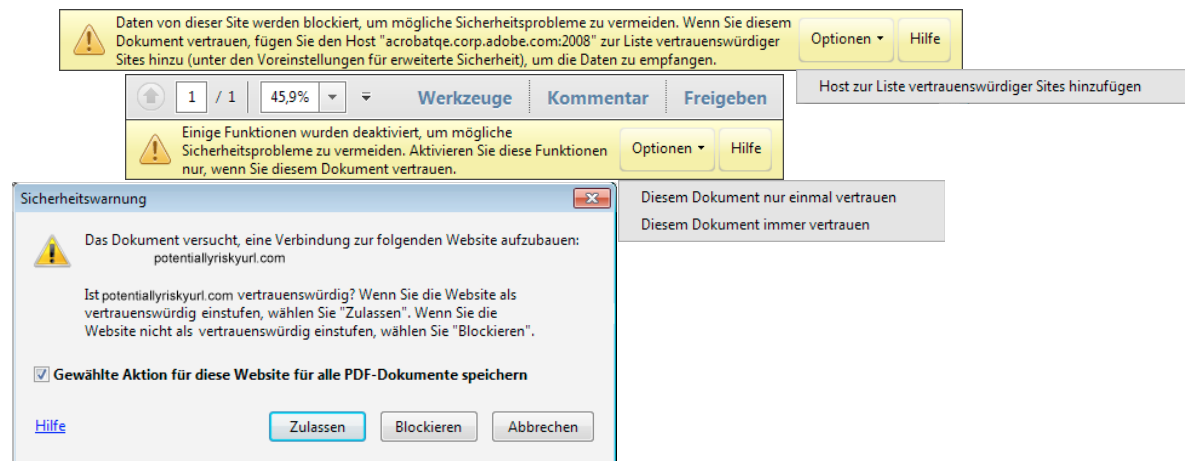 Daten von dieser Site werden blockiert, um mögliche Sicherheitsprobleme zu vermeiden. Wenn Sie diesem
Dokument vertrauen, fügen Sie den Host "acrobatqe.corp.adobe.com:2008" zur Liste vertrauenswürdiger
Sites hinzu (unter den Voreinstellungen für erweiterte Sicherheit), um die Daten zu empfangen.
Optionen Hilfe
Host zur Liste vertrauenswürdiger Sites hinzufügen
1 / 1 45,9% Werkzeuge Kommentar Freigeben
Einige Funktionen wurden deaktiviert, um mögliche
Sicherheitsprobleme zu vermeiden. Aktivieren Sie diese Funktionen
nur, wenn Sie diesem Dokument vertrauen.
Optionen Hilfe
Diesem Dokument nur einmal vertrauen
Diesem Dokument immer vertrauen
Sicherheitswarnung
Das Dokument versucht, eine Verbindung zur folgenden Website aufzubauen:
potentiallyriskyurl.com
Ist potentiallyriskyurl.com vertrauenswürdig? Wenn Sie die Website als
vertrauenswürdig einstufen, wählen Sie "Zulassen". Wenn Sie die
Website nicht als vertrauenswürdig einstufen, wählen Sie "Blockieren".
Gewählte Aktion für diese Website für alle PDF-Dokumente speichern
Hilfe Zulassen Blockieren Abbrechen